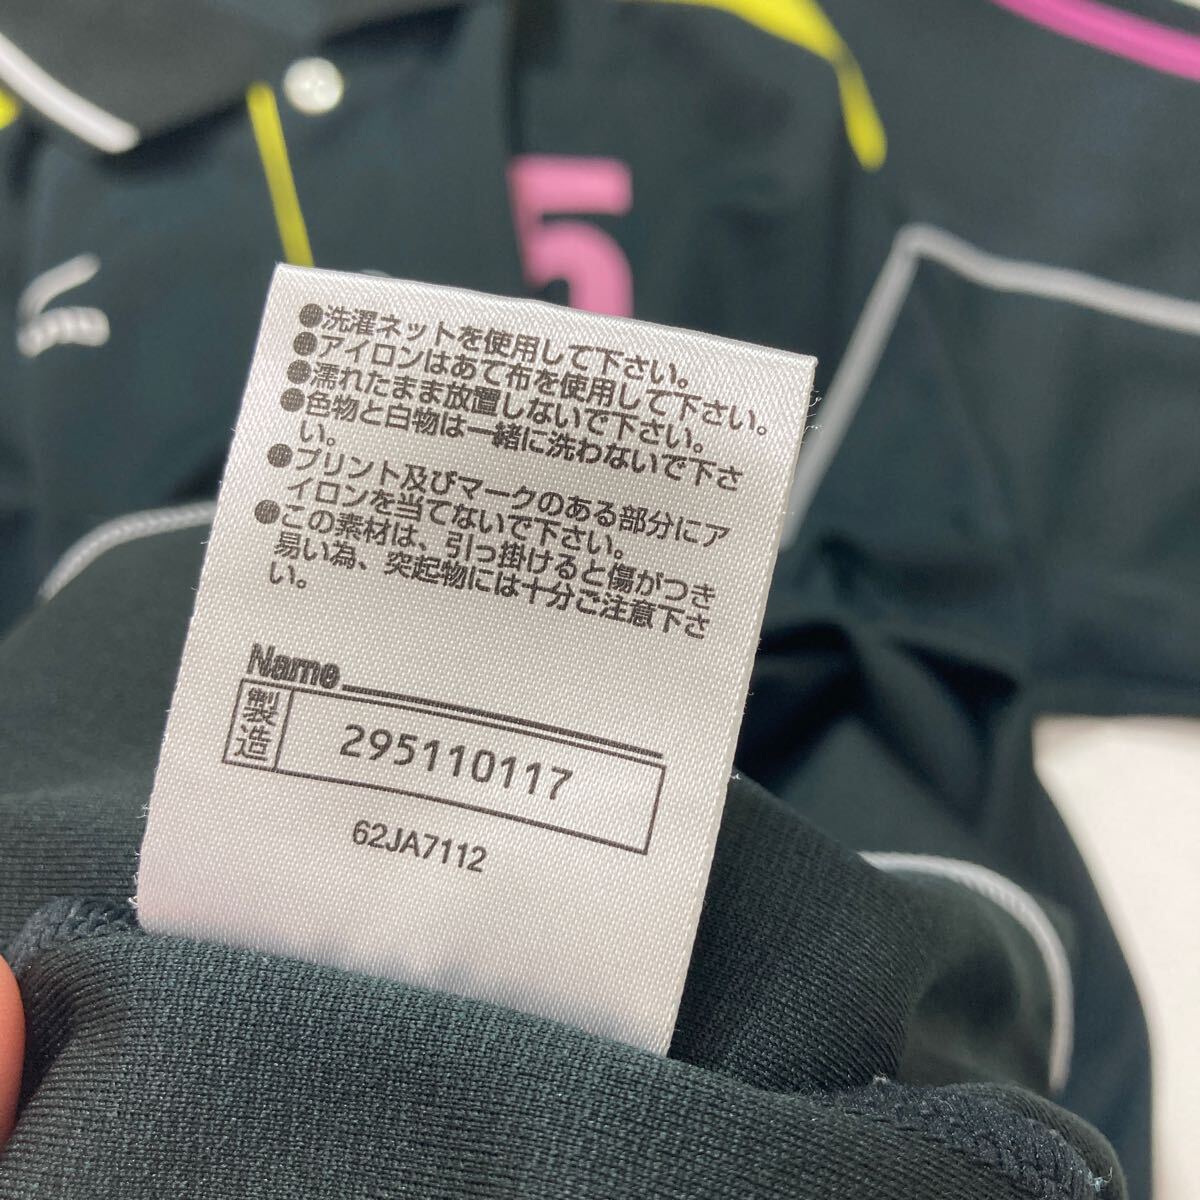 5
●洗濯ネットを使用して下さい。
●アイロンはあて布を使用して下さい。
●濡れたまま放置しないで下さい。
●色物と白物は一緒に洗わないで下さ
い。
●プリント及びマークのある部分にア
イロンを当てないで下さい。
●この素材は、引っ掛けると傷がつき
易い為、突起物には十分ご注意下さ
い。
Name
製造
295110117
62JA7112